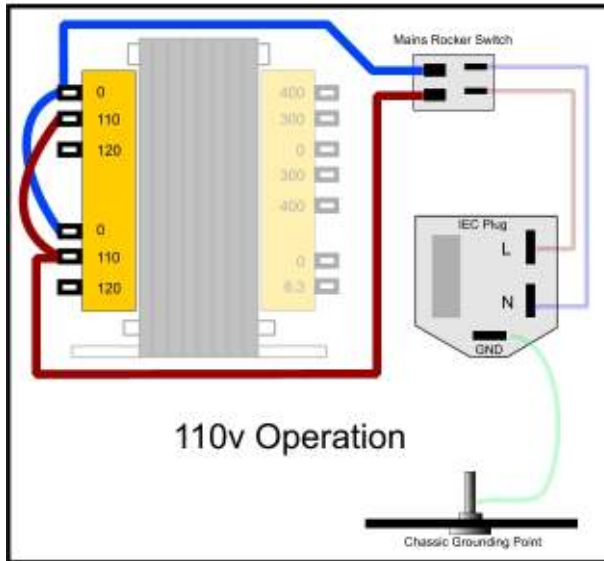 Mains Rocker Switch
0
110
120
0
110
120
400
300
0
300
400
0
6.3
IEC Plug
L
N
GND
110v Operation
Chassic Grounding Point